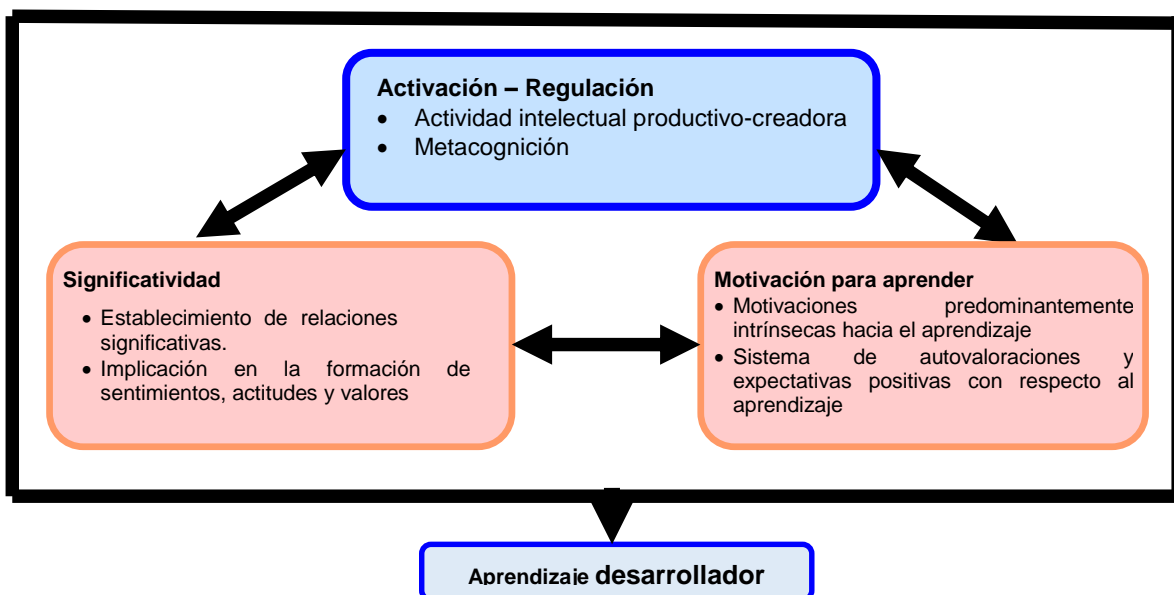 Activación – Regulación
• Actividad intelectual productivo-creadora
• Metacognición
Significatividad
• Establecimiento de relaciones
significativas.
• Implicación en la formación de
sentimientos, actitudes y valores
Motivación para aprender
• Motivaciones predominantemente
intrínsecas hacia el aprendizaje
• Sistema de autovaloraciones y
expectativas positivas con respecto al
aprendizaje
Aprendizaje desarrollador